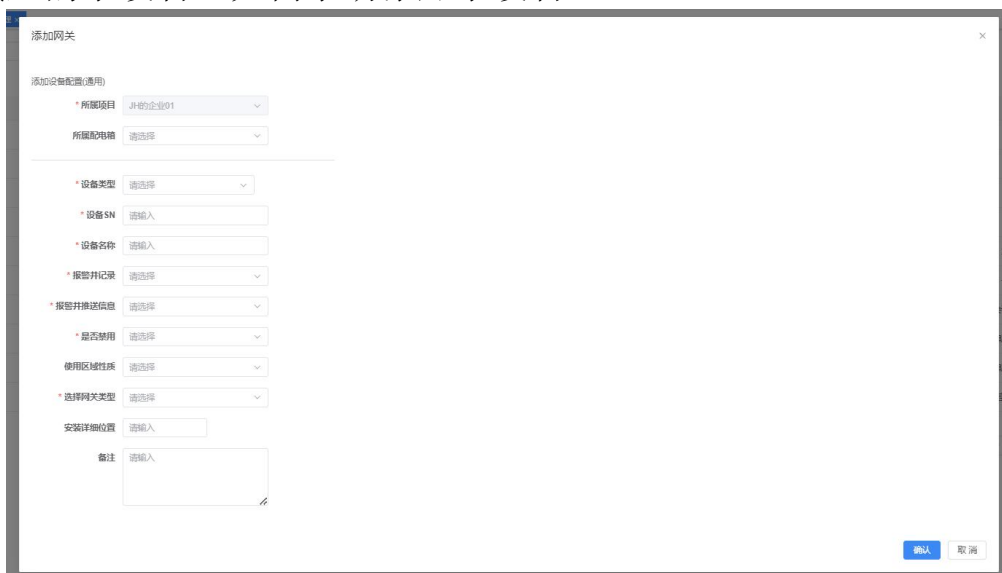 添加网关
添加设备配置(通用)
* 所属项目 JH的企业01
所属配电箱 请选择
* 设备类型 请选择
* 设备SN 请输入
* 设备名称 请输入
* 报警并记录 请选择
* 报警并推送信息 请选择
* 是否禁用 请选择
使用区域性质 请选择
* 选择网关类型 请选择
安装详细位置 请输入
备注 请输入
确认 取消